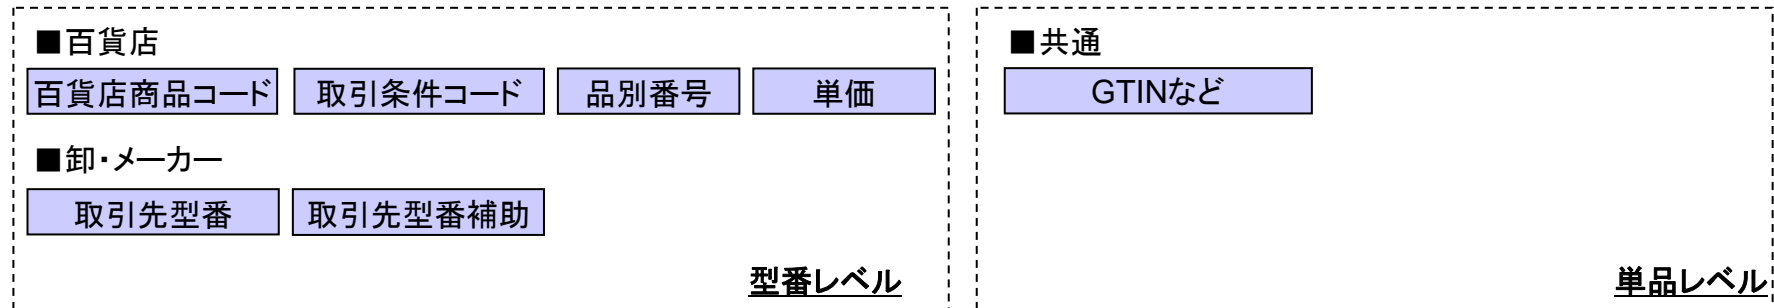 ■百貨店
百貨店商品コード 取引条件コード 品別番号 単価
■卸・メーカー
取引先型番 取引先型番補助
型番レベル
■共通
GTINなど
単品レベル